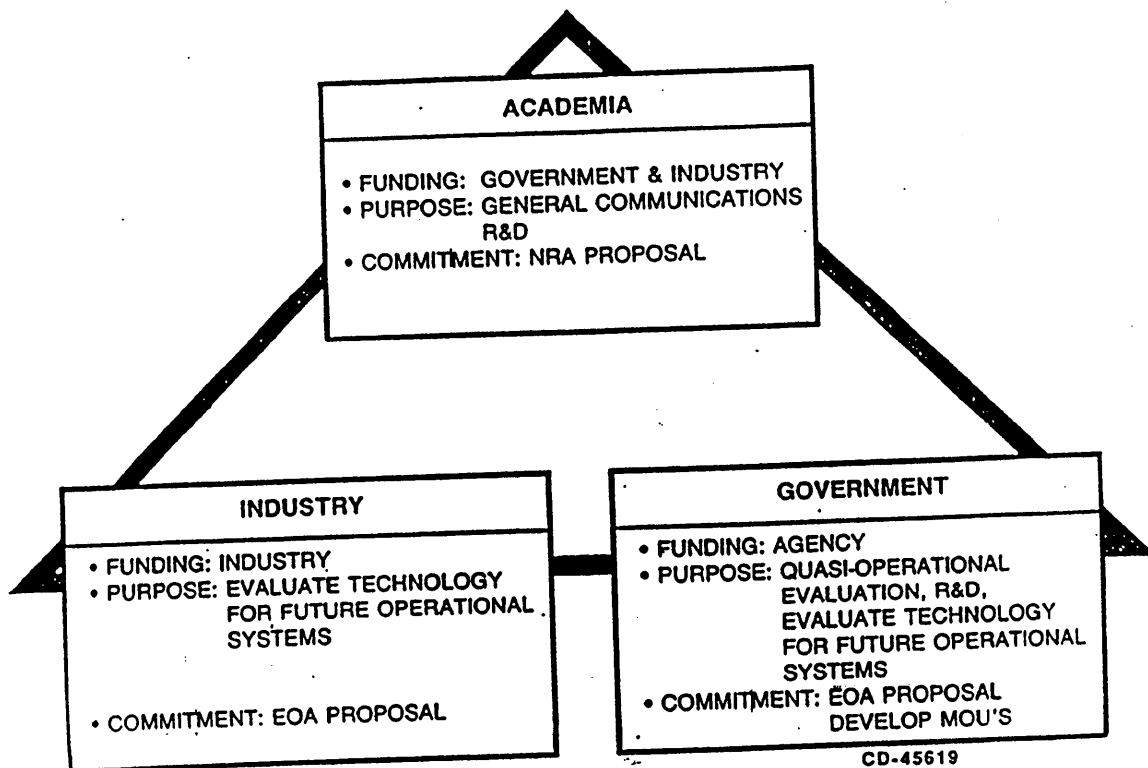 ACADEMIA
• FUNDING: GOVERNMENT & INDUSTRY
• PURPOSE: GENERAL COMMUNICATIONS
R&D
• COMMITMENT: NRA PROPOSAL
INDUSTRY
• FUNDING: INDUSTRY
• PURPOSE: EVALUATE TECHNOLOGY
FOR FUTURE OPERATIONAL
SYSTEMS
• COMMITMENT: EOA PROPOSAL
GOVERNMENT
• FUNDING: AGENCY
• PURPOSE: QUASI-OPERATIONAL
EVALUATION, R&D,
EVALUATE TECHNOLOGY
FOR FUTURE OPERATIONAL
SYSTEMS
• COMMITMENT: EOA PROPOSAL
DEVELOP MOU'S
CD-45619